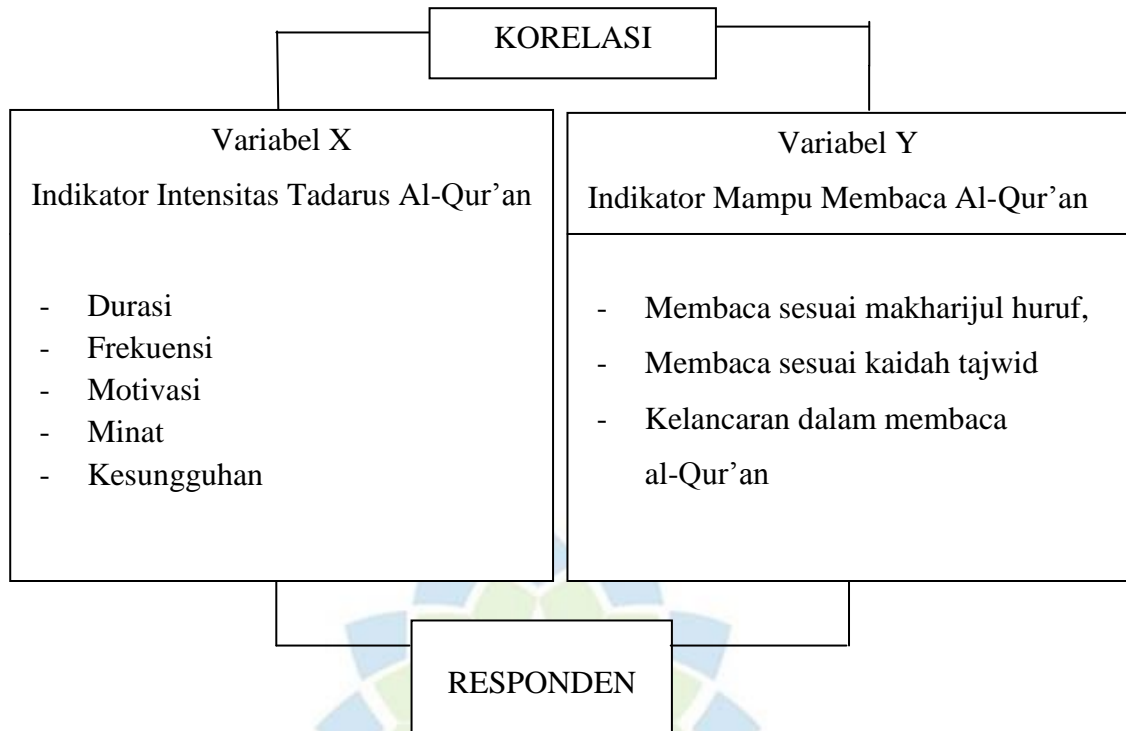 KORELASI
Variabel X
Indikator Intensitas Tadarus Al-Qur’an
- Durasi
- Frekuensi
- Motivasi
- Minat
- Kesungguhan
Variabel Y
Indikator Mampu Membaca Al-Qur’an
- Membaca sesuai makharijul huruf,
- Membaca sesuai kaidah tajwid
- Kelancaran dalam membaca
al-Qur’an
RESPONDEN